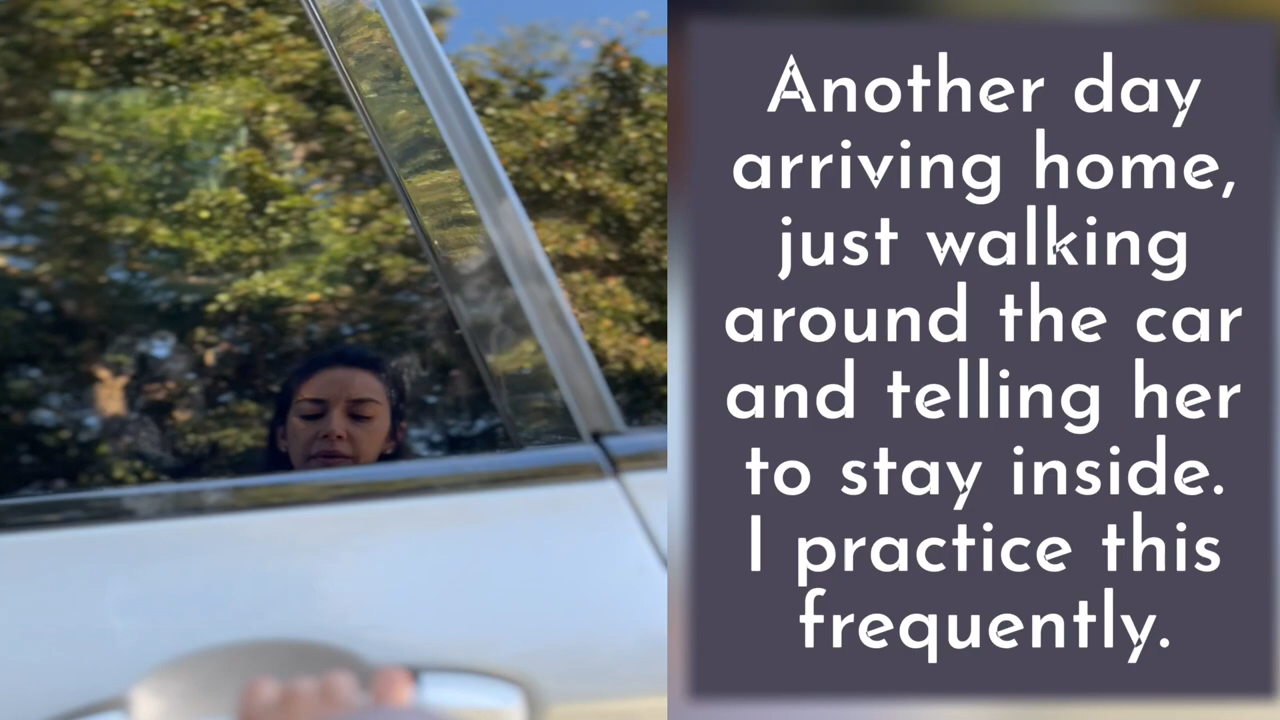 Another day
arriving home,
just walking
around the car
and telling her
to stay inside.
I practice this
frequently.